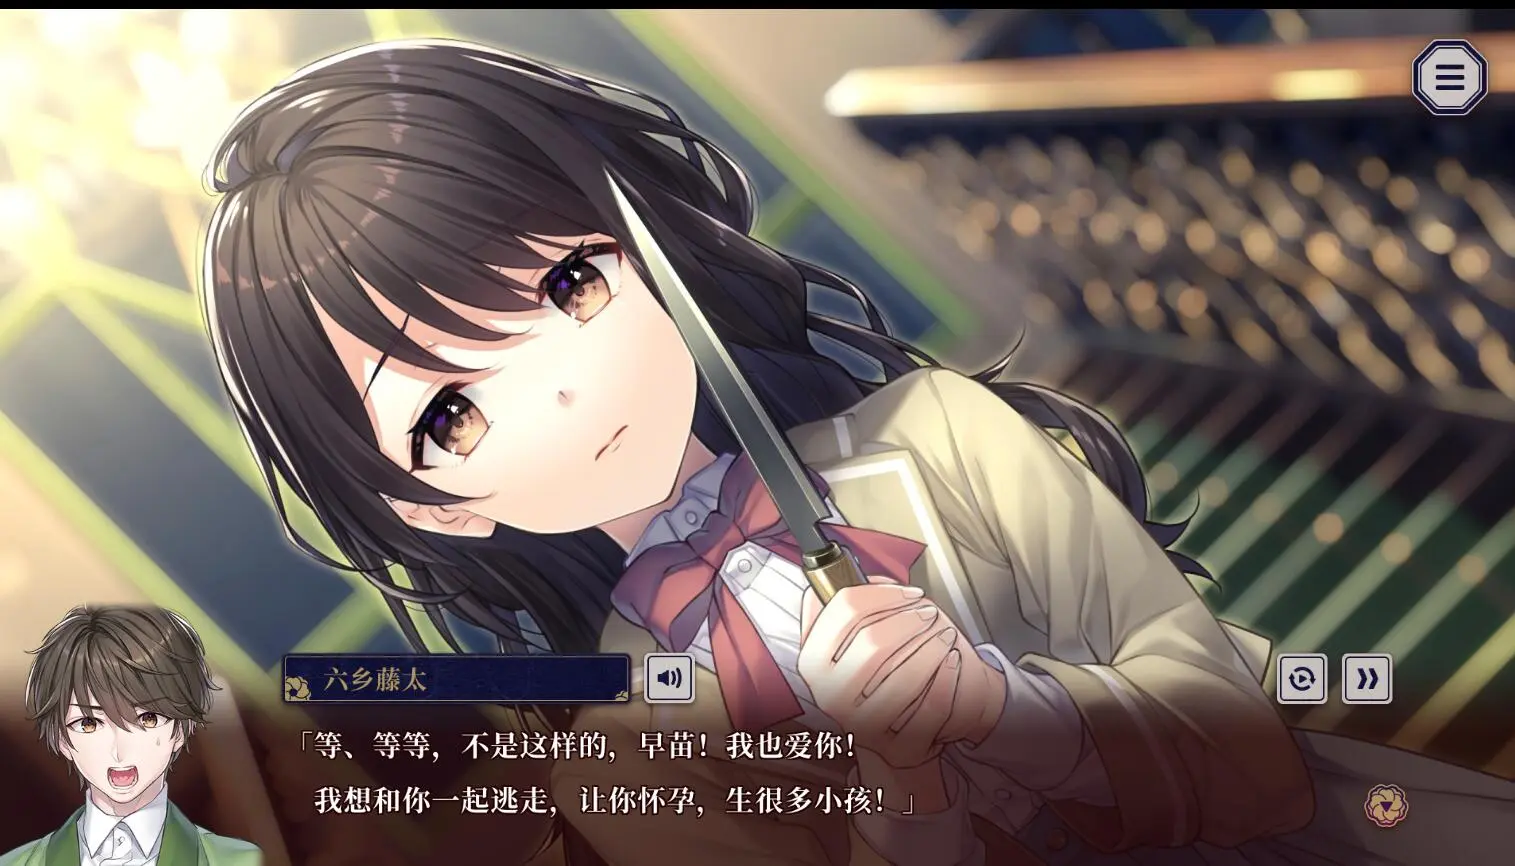 六乡藤太
「等、等等，不是这样的，早苗！我也爱你！
我想和你一起逃走，让你怀孕，生很多小孩！」